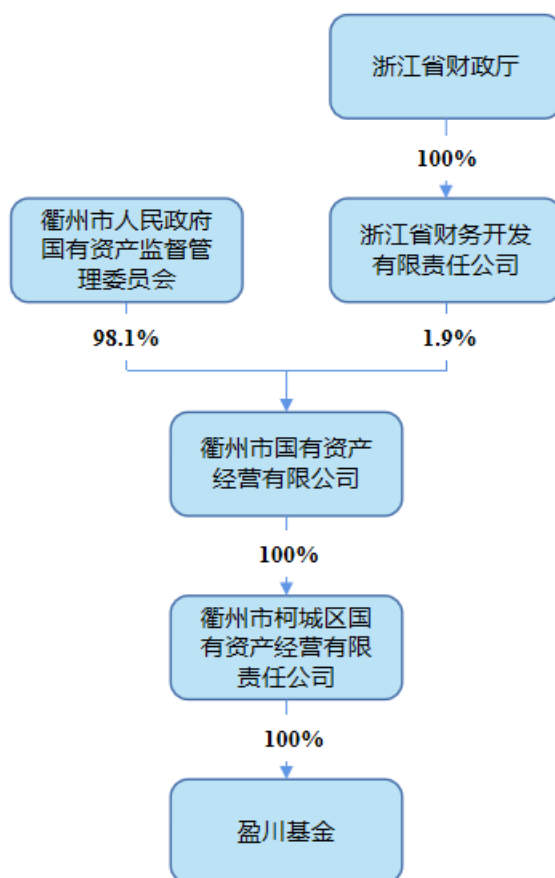 浙江省财政厅
100%
衢州市人民政府
国有资产监督管
理委员会
浙江省财务开发
有限责任公司
98.1%
1.9%
衢州市国有资产
经营有限公司
100%
衢州市柯城区国
有资产经营有限
责任公司
100%
盈川基金